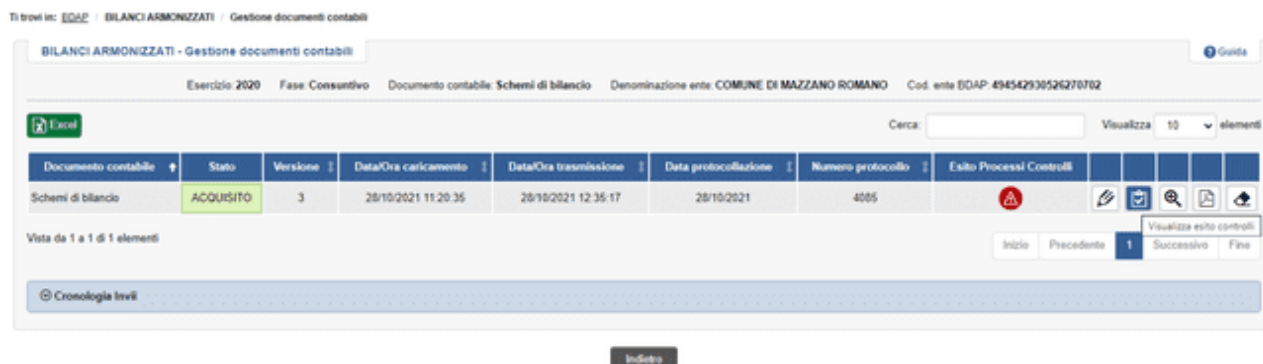 Ti trovi in: BDAP / BILANCI ARMONIZZATI / Gestione documenti contabili
BILANCI ARMONIZZATI - Gestione documenti contabili
Guida
Esercizio: 2020 Fase: Consuntivo Documento contabile: Schemi di bilancio Denominazione ente: COMUNE DI MAZZANO ROMANO Cod. ente BDAP: 494542930526270702
Excel Cerca: Visualizza 10 elementi
Documento contabile Stato Versione Data/Ora caricamento Data/Ora trasmissione Data protocollazione Numero protocollo Esito Processi Controlli
Schemi di bilancio ACQUISITO 3 28/10/2021 11:20:35 28/10/2021 12:35:17 28/10/2021 4085
Visualizza esito controlli
Vista da 1 a 1 di 1 elementi
Inizio Precedente 1 Successivo Fine
Cronologia Invii
Indietro